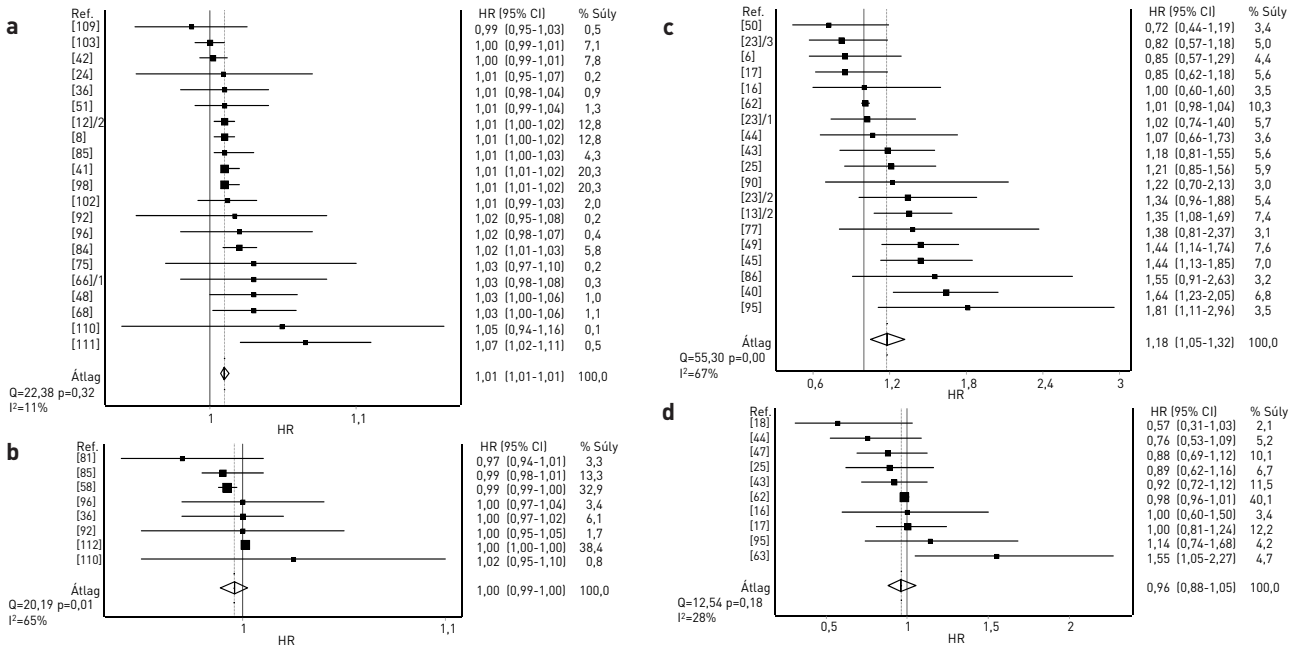 a
Ref. HR (95% CI) % Súly
[109] 0,99 (0,95-1,03) 0,5
[103] 1,00 (0,99-1,01) 7,1
[42] 1,00 (0,99-1,01) 7,8
[24] 1,01 (0,95-1,07) 0,2
[36] 1,01 (0,98-1,04) 0,9
[51] 1,01 (0,99-1,04) 1,3
[12]/2 1,01 (1,00-1,02) 12,8
[8] 1,01 (1,00-1,02) 12,8
[85] 1,01 (1,00-1,03) 4,3
[41] 1,01 (1,01-1,02) 20,3
[98] 1,01 (1,01-1,02) 20,3
[102] 1,01 (0,99-1,03) 2,0
[92] 1,02 (0,95-1,08) 0,2
[96] 1,02 (0,98-1,07) 0,4
[84] 1,02 (1,01-1,03) 5,8
[75] 1,03 (0,97-1,10) 0,2
[66]/1 1,03 (0,98-1,08) 0,3
[48] 1,03 (1,00-1,06) 1,0
[68] 1,03 (1,00-1,06) 1,1
[110] 1,05 (0,94-1,16) 0,1
[111] 1,07 (1,02-1,11) 0,5
Átlag 1,01 (1,01-1,01) 100,0
Q=22,38 p=0,32
I²=11%
1 1,1
HR
b
Ref. HR (95% CI) % Súly
[81] 0,97 (0,94-1,01) 3,3
[85] 0,99 (0,98-1,01) 13,3
[58] 0,99 (0,99-1,00) 32,9
[96] 1,00 (0,97-1,04) 3,4
[36] 1,00 (0,97-1,02) 6,1
[92] 1,00 (0,95-1,05) 1,7
[112] 1,00 (1,00-1,00) 38,4
[110] 1,02 (0,95-1,10) 0,8
Átlag 1,00 (0,99-1,00) 100,0
Q=20,19 p=0,01
I²=65%
1 1,1
HR
c
Ref. HR (95% CI) % Súly
[50] 0,72 (0,44-1,19) 3,4
[23]/3 0,82 (0,57-1,18) 5,0
[6] 0,85 (0,57-1,29) 4,4
[17] 0,85 (0,62-1,18) 5,6
[16] 1,00 (0,60-1,60) 3,5
[62] 1,01 (0,98-1,04) 10,3
[23]/1 1,02 (0,74-1,40) 5,7
[44] 1,07 (0,66-1,73) 3,6
[43] 1,18 (0,81-1,55) 5,6
[25] 1,21 (0,85-1,56) 5,9
[90] 1,22 (0,70-2,13) 3,0
[23]/2 1,34 (0,96-1,88) 5,4
[13]/2 1,35 (1,08-1,69) 7,4
[77] 1,38 (0,81-2,37) 3,1
[49] 1,44 (1,14-1,74) 7,6
[45] 1,44 (1,13-1,85) 7,0
[86] 1,55 (0,91-2,63) 3,2
[40] 1,64 (1,23-2,05) 6,8
[95] 1,81 (1,11-2,96) 3,5
Átlag 1,18 (1,05-1,32) 100,0
Q=55,30 p=0,00
I²=67%
0,6 1,2 1,8 2,4 3
HR
d
Ref. HR (95% CI) % Súly
[18] 0,57 (0,31-1,03) 2,1
[44] 0,76 (0,53-1,09) 5,2
[47] 0,88 (0,69-1,12) 10,1
[25] 0,89 (0,62-1,16) 6,7
[43] 0,92 (0,72-1,12) 11,5
[62] 0,98 (0,96-1,01) 40,1
[16] 1,00 (0,60-1,50) 3,4
[17] 1,00 (0,81-1,24) 12,2
[95] 1,14 (0,74-1,68) 4,2
[63] 1,55 (1,05-2,27) 4,7
Átlag 0,96 (0,88-1,05) 100,0
Q=12,54 p=0,18
I²=28%
0,5 1 1,5 2
HR